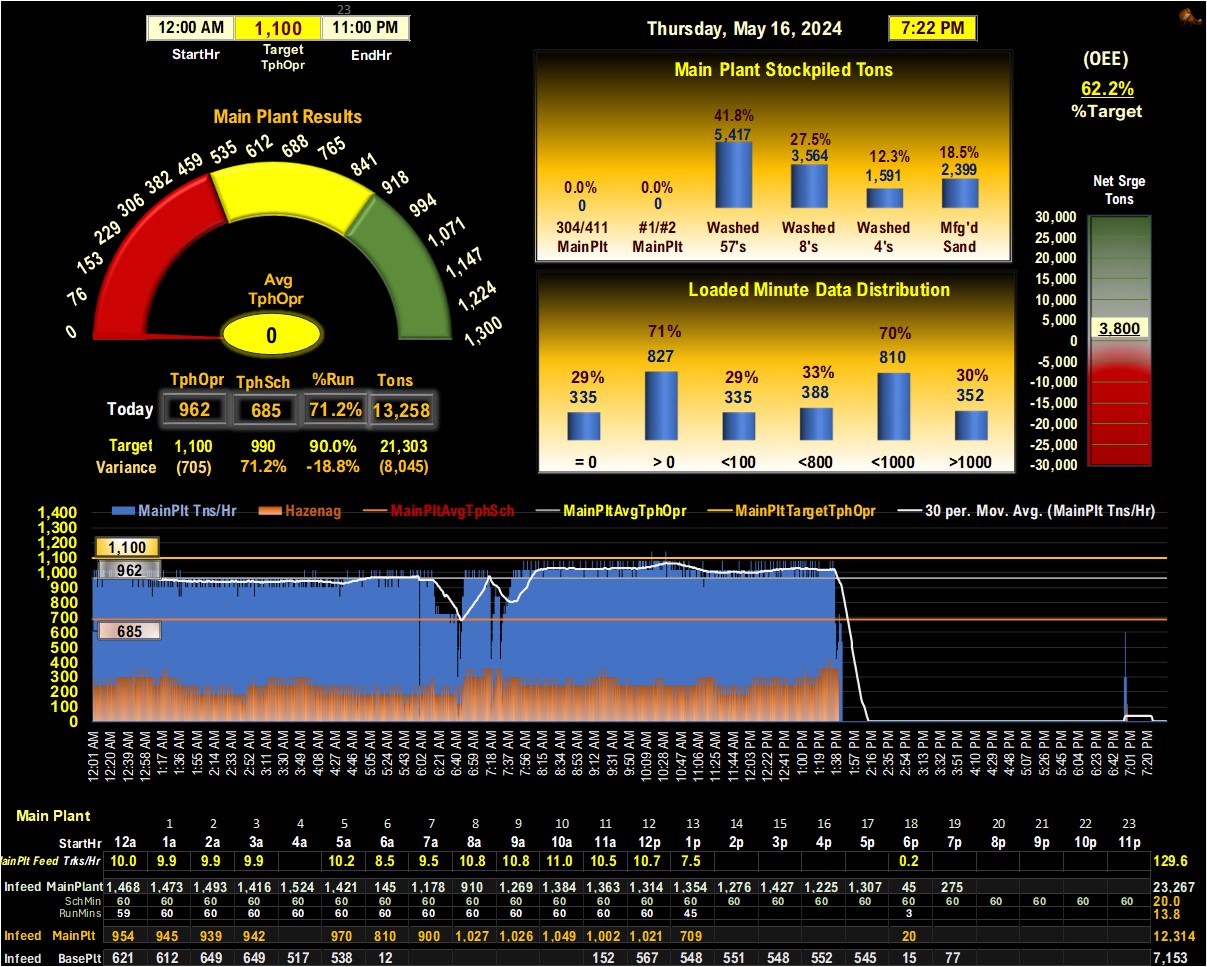 23
12:00 AM 1,100 11:00 PM
StartHr Target TphOpr EndHr
Thursday, May 16, 2024 7:22 PM
(OEE)
62.2%
%Target
Main Plant Results
0 76 153 229 306 382 459 535 612 688 765 841 918 994 1,071 1,147 1,224 1,300
Avg
TphOpr
0
TphOpr TphSch %Run Tons
Today 962 685 71.2% 13,258
Target 1,100 990 90.0% 21,303
Variance (705) 71.2% -18.8% (8,045)
Main Plant Stockpiled Tons
0.0% 0.0% 41.8% 27.5% 12.3% 18.5%
0 0 5,417 3,564 1,591 2,399
304/411 #1/#2 Washed Washed Washed Mfg'd
MainPlt MainPlt 57's 8's 4's Sand
Loaded Minute Data Distribution
29% 71% 29% 33% 70% 30%
335 827 335 388 810 352
= 0 > 0 <100 <800 <1000 >1000
Net Srge
Tons
30,000
25,000
20,000
15,000
10,000
5,000
0
-5,000
-10,000
-15,000
-20,000
-25,000
-30,000
3,800
MainPlt Tns/Hr Hazenag MainPltAvgTphSch MainPltAvgTphOpr MainPltTargetTphOpr 30 per. Mov. Avg. (MainPlt Tns/Hr)
1,400
1,300
1,200
1,100
1,000
900
800
700
600
500
400
300
200
100
0
1,100
962
685
12:01 AM 12:20 AM 12:39 AM 12:58 AM 1:17 AM 1:36 AM 1:55 AM 2:14 AM 2:33 AM 2:52 AM 3:11 AM 3:30 AM 3:49 AM 4:08 AM 4:27 AM 4:46 AM 5:05 AM 5:24 AM 5:43 AM 6:02 AM 6:21 AM 6:40 AM 6:59 AM 7:18 AM 7:37 AM 7:56 AM 8:15 AM 8:34 AM 8:53 AM 9:12 AM 9:31 AM 9:50 AM 10:09 AM 10:28 AM 10:47 AM 11:06 AM 11:25 AM 11:44 AM 12:03 PM 12:22 PM 12:41 PM 1:00 PM 1:19 PM 1:38 PM 1:57 PM 2:16 PM 2:35 PM 2:54 PM 3:13 PM 3:32 PM 3:51 PM 4:10 PM 4:29 PM 4:48 PM 5:07 PM 5:26 PM 5:45 PM 6:04 PM 6:23 PM 6:42 PM 7:01 PM 7:20 PM
Main Plant
1 2 3 4 5 6 7 8 9 10 11 12 13 14 15 16 17 18 19 20 21 22 23
StartHr 12a 1a 2a 3a 4a 5a 6a 7a 8a 9a 10a 11a 12p 1p 2p 3p 4p 5p 6p 7p 8p 9p 10p 11p
ainPlt Feed Trks/Hr 10.0 9.9 9.9 9.9 10.2 8.5 9.5 10.8 10.8 11.0 10.5 10.7 7.5 0.2 129.6
Infeed MainPlant 1,468 1,473 1,493 1,416 1,524 1,421 145 1,178 910 1,269 1,384 1,363 1,314 1,354 1,276 1,427 1,225 1,307 45 275 23,267
SchMin 60 60 60 60 60 60 60 60 60 60 60 60 60 60 60 60 60 60 60 60 60 60 60 60 20.0
RunMins 59 60 60 60 60 60 60 60 60 60 60 60 45 3 13.8
Infeed MainPlt 954 945 939 942 970 810 900 1,027 1,026 1,049 1,002 1,021 709 20 12,314
Infeed BasePlt 621 612 649 649 517 538 12 152 567 548 551 548 552 545 15 77 7,153